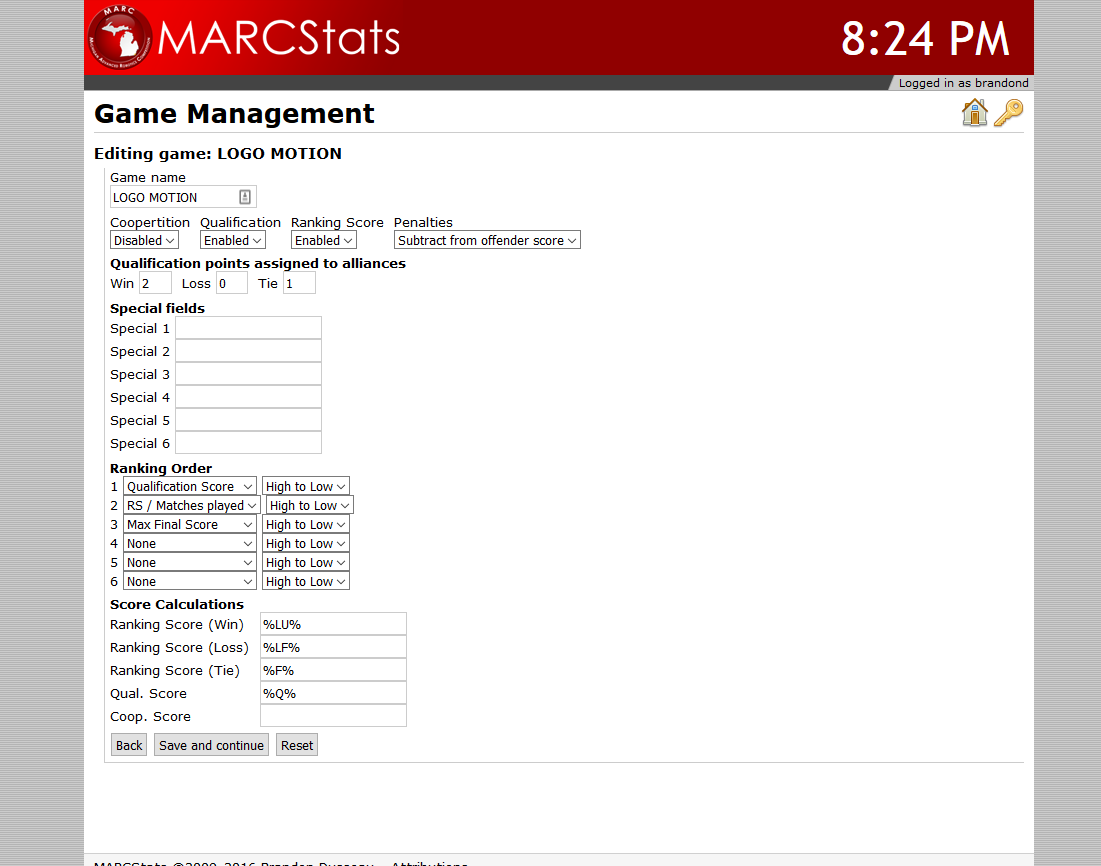 MARC
MARCStats
8:24 PM
Logged in as brandond
Game Management
Editing game: LOGO MOTION
Game name
LOGO MOTION
Coopertition Qualification Ranking Score Penalties
Disabled Enabled Enabled Subtract from offender score
Qualification points assigned to alliances
Win 2 Loss 0 Tie 1
Special fields
Special 1
Special 2
Special 3
Special 4
Special 5
Special 6
Ranking Order
1 Qualification Score High to Low
2 RS / Matches played High to Low
3 Max Final Score High to Low
4 None High to Low
5 None High to Low
6 None High to Low
Score Calculations
Ranking Score (Win) %LU%
Ranking Score (Loss) %LF%
Ranking Score (Tie) %F%
Qual. Score %Q%
Coop. Score
Back Save and continue Reset